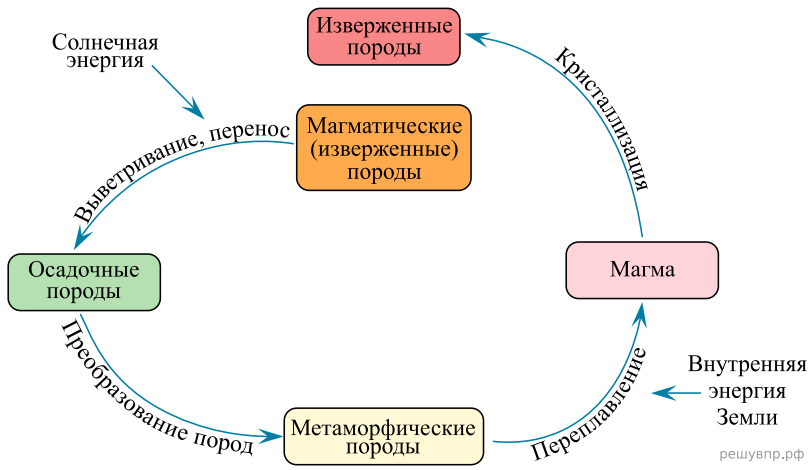 Солнечная
энергия
Изверженные
породы
Кристаллизация
Выветривание, перенос
Магматические
(изверженные)
породы
Осадочные
породы
Магма
Преобразование пород
Метаморфические
породы
Переплавление
Внутренняя
энергия
Земли
решувпр.рф